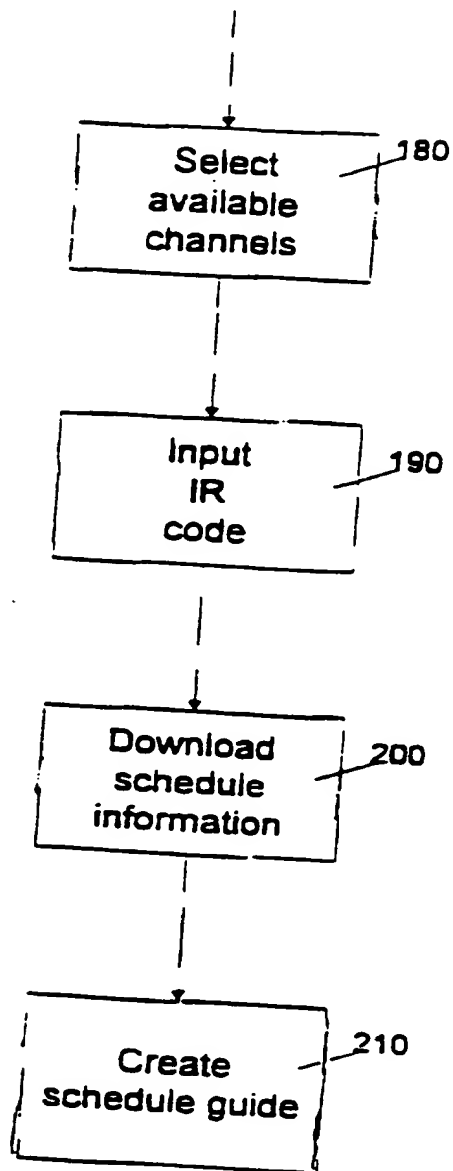 Select
available
channels
180
Input
IR
code
190
Download
schedule
information
200
Create
schedule guide
210